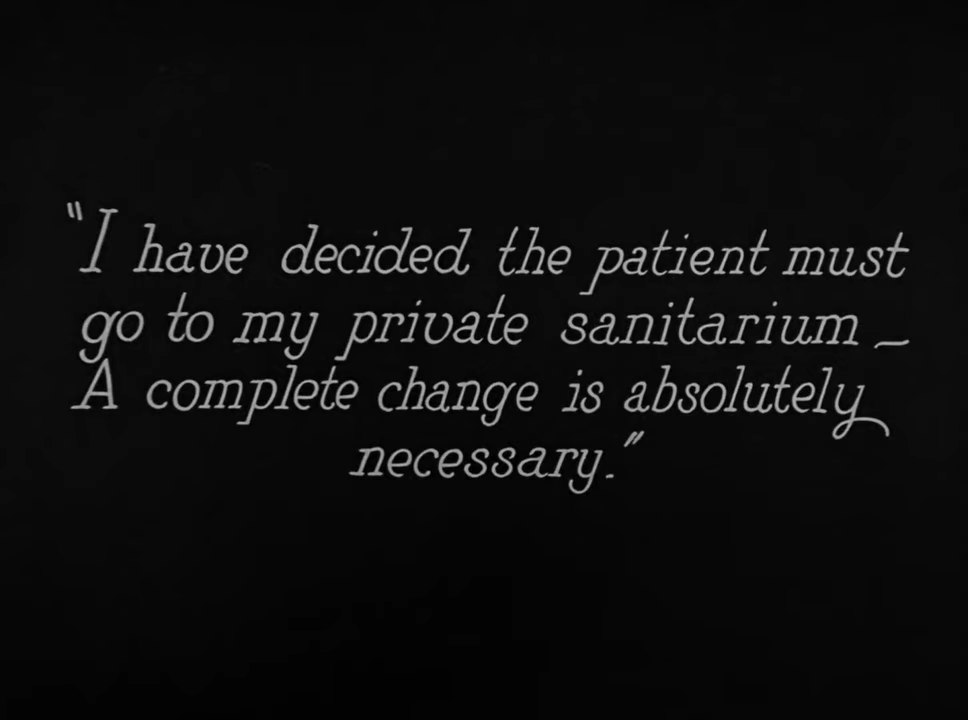 "I have decided the patient must
go to my private sanitarium –
A complete change is absolutely
necessary."